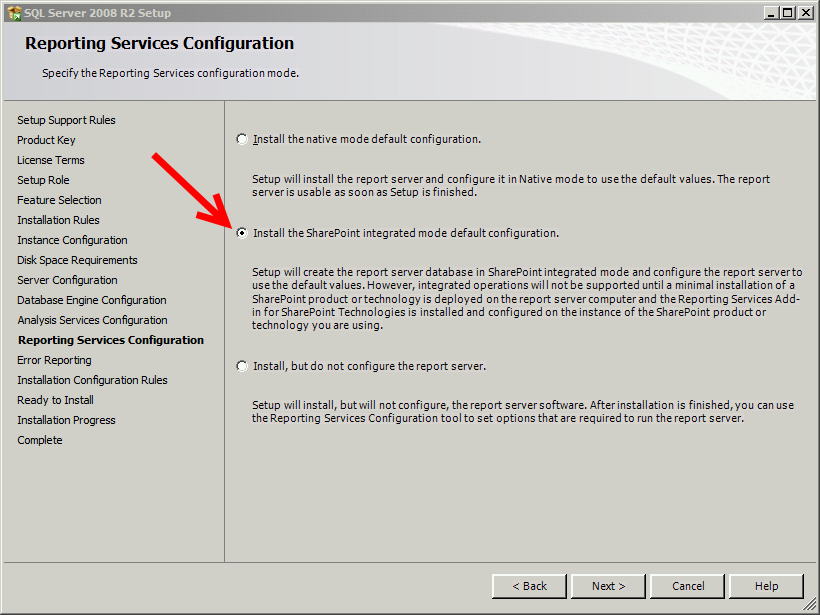 SQL Server 2008 R2 Setup
Reporting Services Configuration
Specify the Reporting Services configuration mode.
Setup Support Rules
Product Key
License Terms
Setup Role
Feature Selection
Installation Rules
Instance Configuration
Disk Space Requirements
Server Configuration
Database Engine Configuration
Analysis Services Configuration
Reporting Services Configuration
Error Reporting
Installation Configuration Rules
Ready to Install
Installation Progress
Complete
Install the native mode default configuration.
Setup will install the report server and configure it in Native mode to use the default values. The report
server is usable as soon as Setup is finished.
Install the SharePoint integrated mode default configuration.
Setup will create the report server database in SharePoint integrated mode and configure the report server to
use the default values. However, integrated operations will not be supported until a minimal installation of a
SharePoint product or technology is deployed on the report server computer and the Reporting Services Add-
in for SharePoint Technologies is installed and configured on the instance of the SharePoint product or
technology you are using.
Install, but do not configure the report server.
Setup will install, but will not configure, the report server software. After installation is finished, you can use
the Reporting Services Configuration tool to set options that are required to run the report server.
< Back
Next >
Cancel
Help